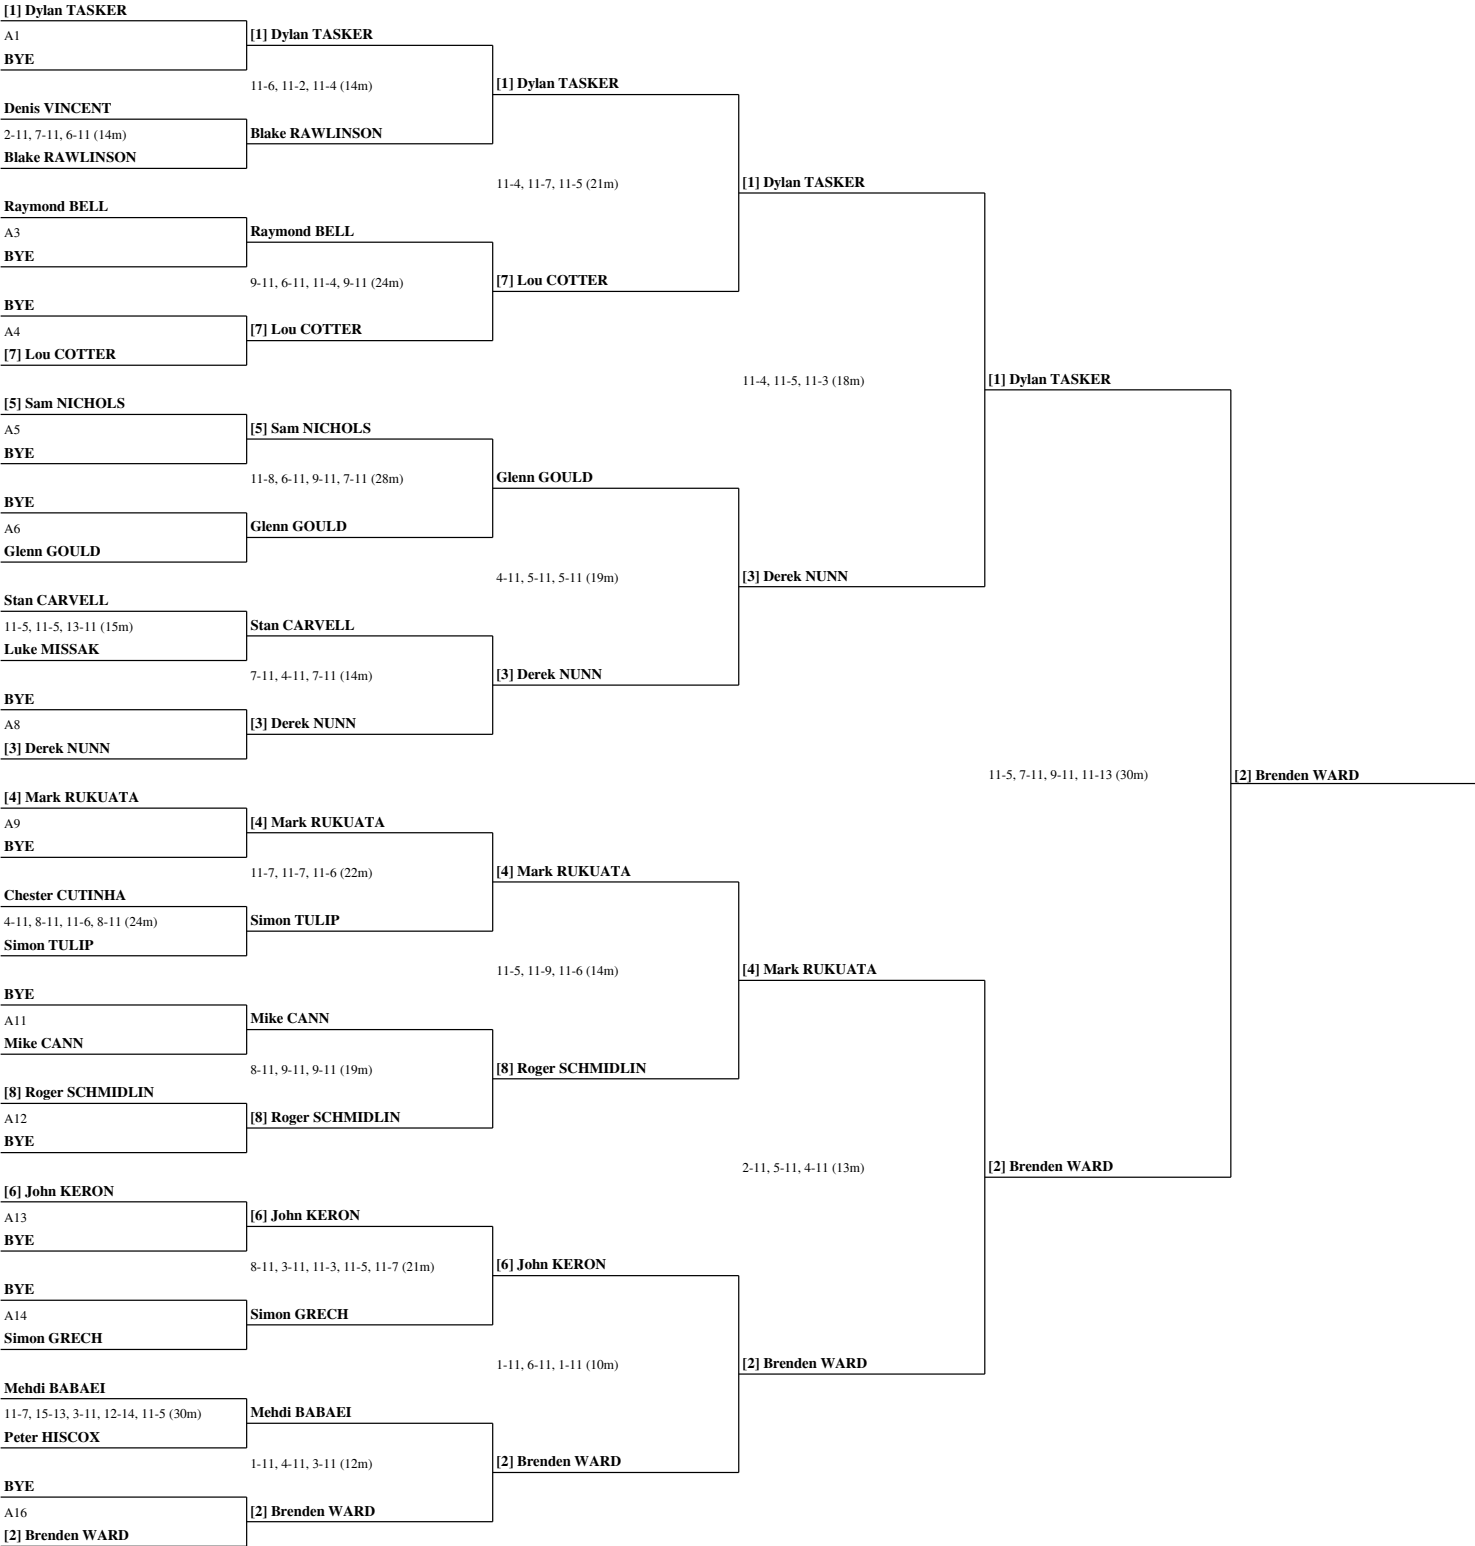 [1] Dylan TASKER
A1
BYE
Denis VINCENT
2-11, 7-11, 6-11 (14m)
Blake RAWLINSON
Raymond BELL
A3
BYE
BYE
A4
[7] Lou COTTER
[5] Sam NICHOLS
A5
BYE
BYE
A6
Glenn GOULD
Stan CARVELL
11-5, 11-5, 13-11 (15m)
Luke MISSAK
BYE
A8
[3] Derek NUNN
[4] Mark RUKUATA
A9
BYE
Chester CUTINHA
4-11, 8-11, 11-6, 8-11 (24m)
Simon TULIP
BYE
A11
Mike CANN
[8] Roger SCHMIDLIN
A12
BYE
[6] John KERON
A13
BYE
BYE
A14
Simon GRECH
Mehdi BABAEI
11-7, 15-13, 3-11, 12-14, 11-5 (30m)
Peter HISCOX
BYE
A16
[2] Brenden WARD
[1] Dylan TASKER
11-6, 11-2, 11-4 (14m)
Blake RAWLINSON
Raymond BELL
9-11, 6-11, 11-4, 9-11 (24m)
[7] Lou COTTER
[5] Sam NICHOLS
11-8, 6-11, 9-11, 7-11 (28m)
Glenn GOULD
Stan CARVELL
7-11, 4-11, 7-11 (14m)
[3] Derek NUNN
[4] Mark RUKUATA
11-7, 11-7, 11-6 (22m)
Simon TULIP
Mike CANN
8-11, 9-11, 9-11 (19m)
[8] Roger SCHMIDLIN
[6] John KERON
8-11, 3-11, 11-3, 11-5, 11-7 (21m)
Simon GRECH
Mehdi BABAEI
1-11, 4-11, 3-11 (12m)
[2] Brenden WARD
[1] Dylan TASKER
11-4, 11-7, 11-5 (21m)
[7] Lou COTTER
Glenn GOULD
4-11, 5-11, 5-11 (19m)
[3] Derek NUNN
[4] Mark RUKUATA
11-5, 11-9, 11-6 (14m)
[8] Roger SCHMIDLIN
[6] John KERON
1-11, 6-11, 1-11 (10m)
[2] Brenden WARD
[1] Dylan TASKER
11-4, 11-5, 11-3 (18m)
[3] Derek NUNN
[4] Mark RUKUATA
2-11, 5-11, 4-11 (13m)
[2] Brenden WARD
[1] Dylan TASKER
11-5, 7-11, 9-11, 11-13 (30m)
[2] Brenden WARD
[2] Brenden WARD